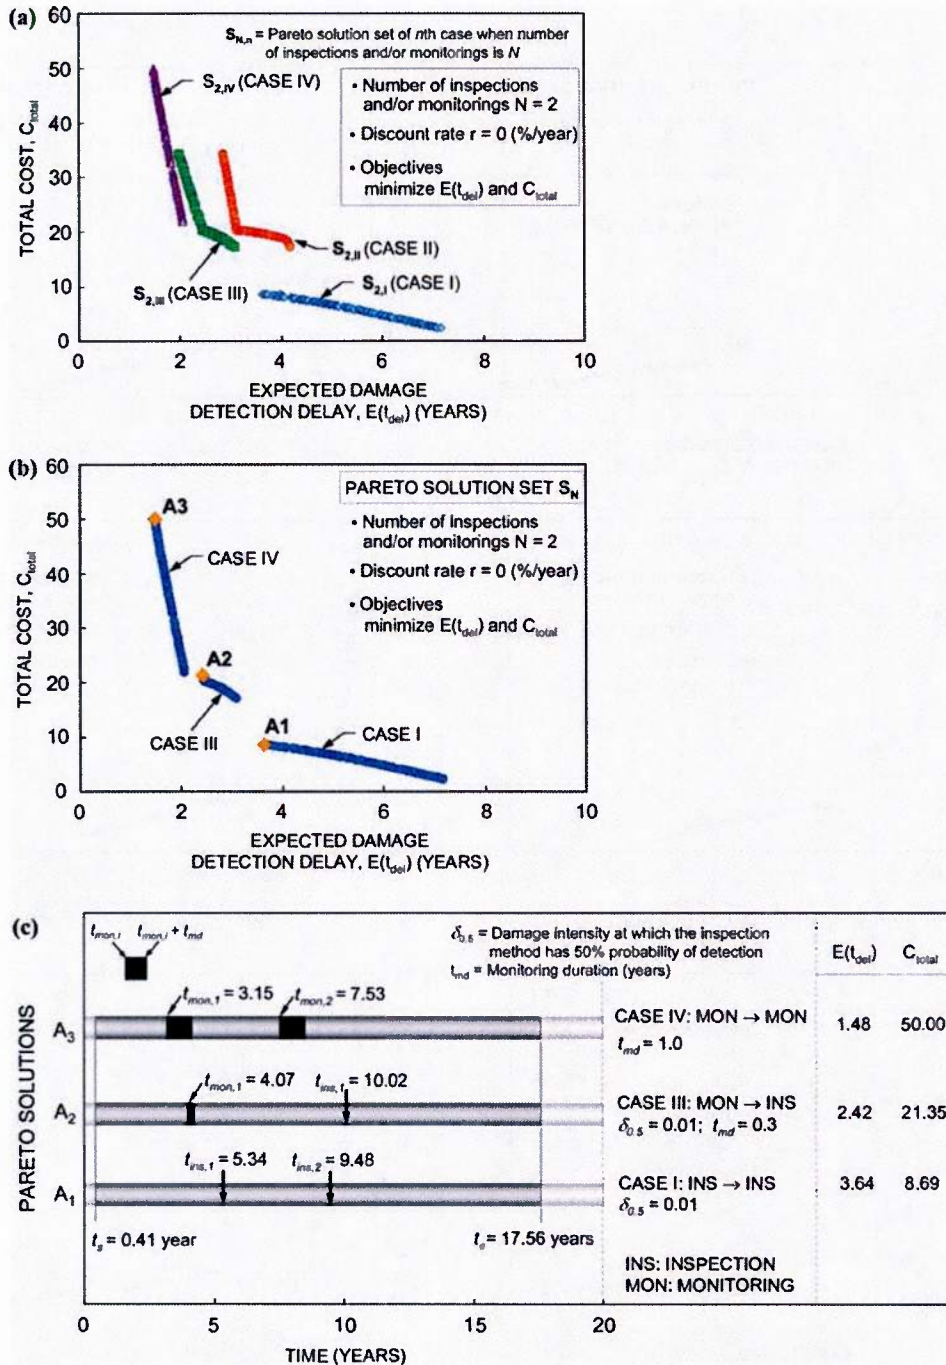 (a)
S_N,n = Pareto solution set of nth case when number
of inspections and/or monitorings is N
• Number of inspections
and/or monitorings N = 2
• Discount rate r = 0 (%/year)
• Objectives
minimize E(t_del) and C_total
S_2,IV (CASE IV)
S_2,II (CASE II)
S_2,III (CASE III)
S_2,I (CASE I)
TOTAL COST, C_total
60
50
40
30
20
10
0
0 2 4 6 8 10
EXPECTED DAMAGE
DETECTION DELAY, E(t_del) (YEARS)
(b)
PARETO SOLUTION SET S_N
• Number of Inspections
and/or monitorings N = 2
• Discount rate r = 0 (%/year)
• Objectives
minimize E(t_del) and C_total
A3
CASE IV
A2
CASE III
A1
CASE I
TOTAL COST, C_total
60
50
40
30
20
10
0
0 2 4 6 8 10
EXPECTED DAMAGE
DETECTION DELAY, E(t_del) (YEARS)
(c)
t_mon,i t_mon,i + t_md
δ_0.5 = Damage intensity at which the inspection
method has 50% probability of detection
t_md = Monitoring duration (years)
E(t_del) C_total
PARETO SOLUTIONS
A_3
t_mon,1 = 3.15 t_mon,2 = 7.53
CASE IV: MON → MON
t_md = 1.0
1.48 50.00
A_2
t_mon,1 = 4.07 t_ins,1 = 10.02
CASE III: MON → INS
δ_0.5 = 0.01; t_md = 0.3
2.42 21.35
A_1
t_ins,1 = 5.34 t_ins,2 = 9.48
CASE I: INS → INS
δ_0.5 = 0.01
3.64 8.69
t_s = 0.41 year
t_e = 17.56 years
INS: INSPECTION
MON: MONITORING
0 5 10 15 20
TIME (YEARS)